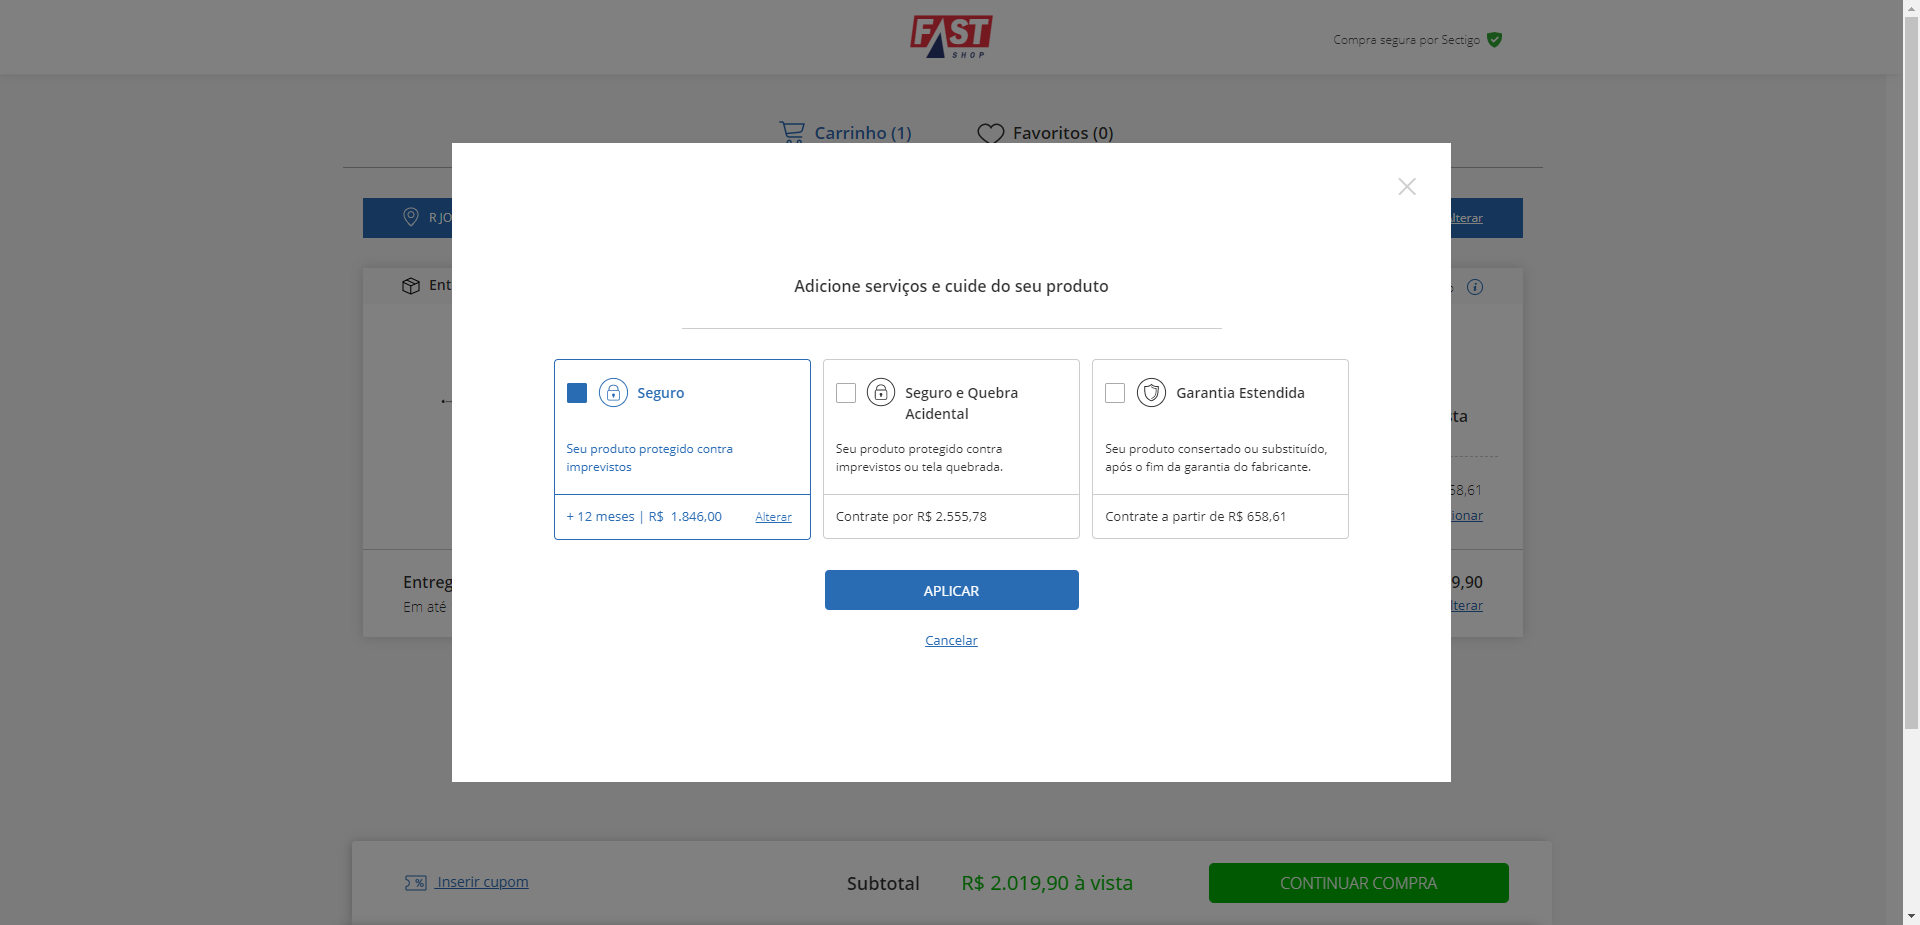 FAST
SHOP
Compra segura por Sectigo
Carrinho (1)
Favoritos (0)
R JO
Alterar
Ent
Adicione serviços e cuide do seu produto
Seguro
Seu produto protegido contra
imprevistos
+ 12 meses | R$ 1.846,00
Alterar
Seguro e Quebra
Acidental
Seu produto protegido contra
imprevistos ou tela quebrada.
Contrate por R$ 2.555,78
Garantia Estendida
Seu produto consertado ou substituído,
após o fim da garantia do fabricante.
Contrate a partir de R$ 658,61
sta
58,61
ionar
APLICAR
Cancelar
Entreg
Em até
9,90
lterar
Inserir cupom
Subtotal
R$ 2.019,90 à vista
CONTINUAR COMPRA